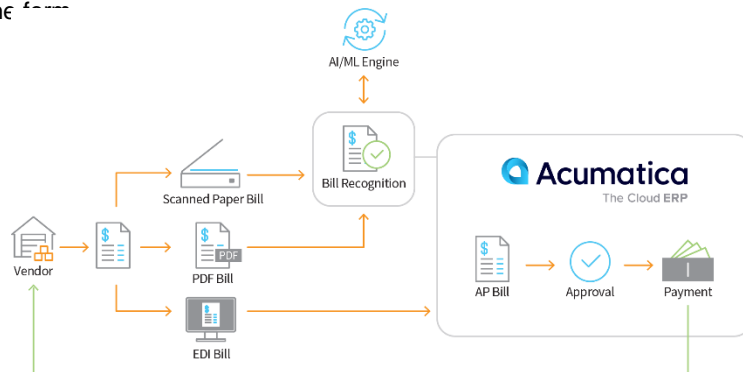 AI/ML Engine
$
Bill Recognition
Scanned Paper Bill
Acumatica
The Cloud ERP
Vendor
$
$
PDF
PDF Bill
$
EDI Bill
$
AP Bill
Approval
Payment